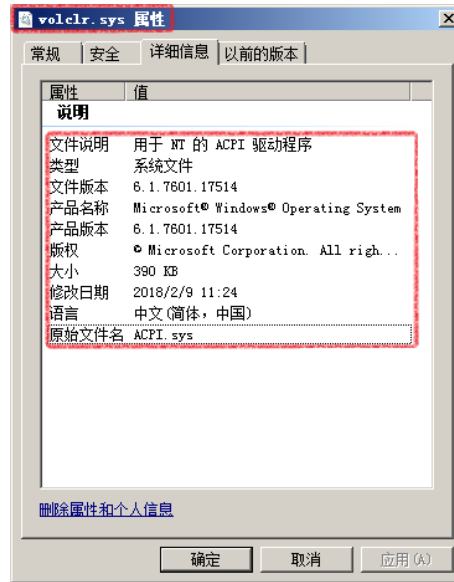 volclr.sys 属性
常规 安全 详细信息 以前的版本
属性 值
说明
文件说明 用于 NT 的 ACPI 驱动程序
类型 系统文件
文件版本 6.1.7601.17514
产品名称 Microsoft® Windows® Operating System
产品版本 6.1.7601.17514
版权 © Microsoft Corporation. All righ...
大小 390 KB
修改日期 2018/2/9 11:24
语言 中文(简体，中国)
原始文件名 ACPI.sys
删除属性和个人信息
确定 取消 应用(A)